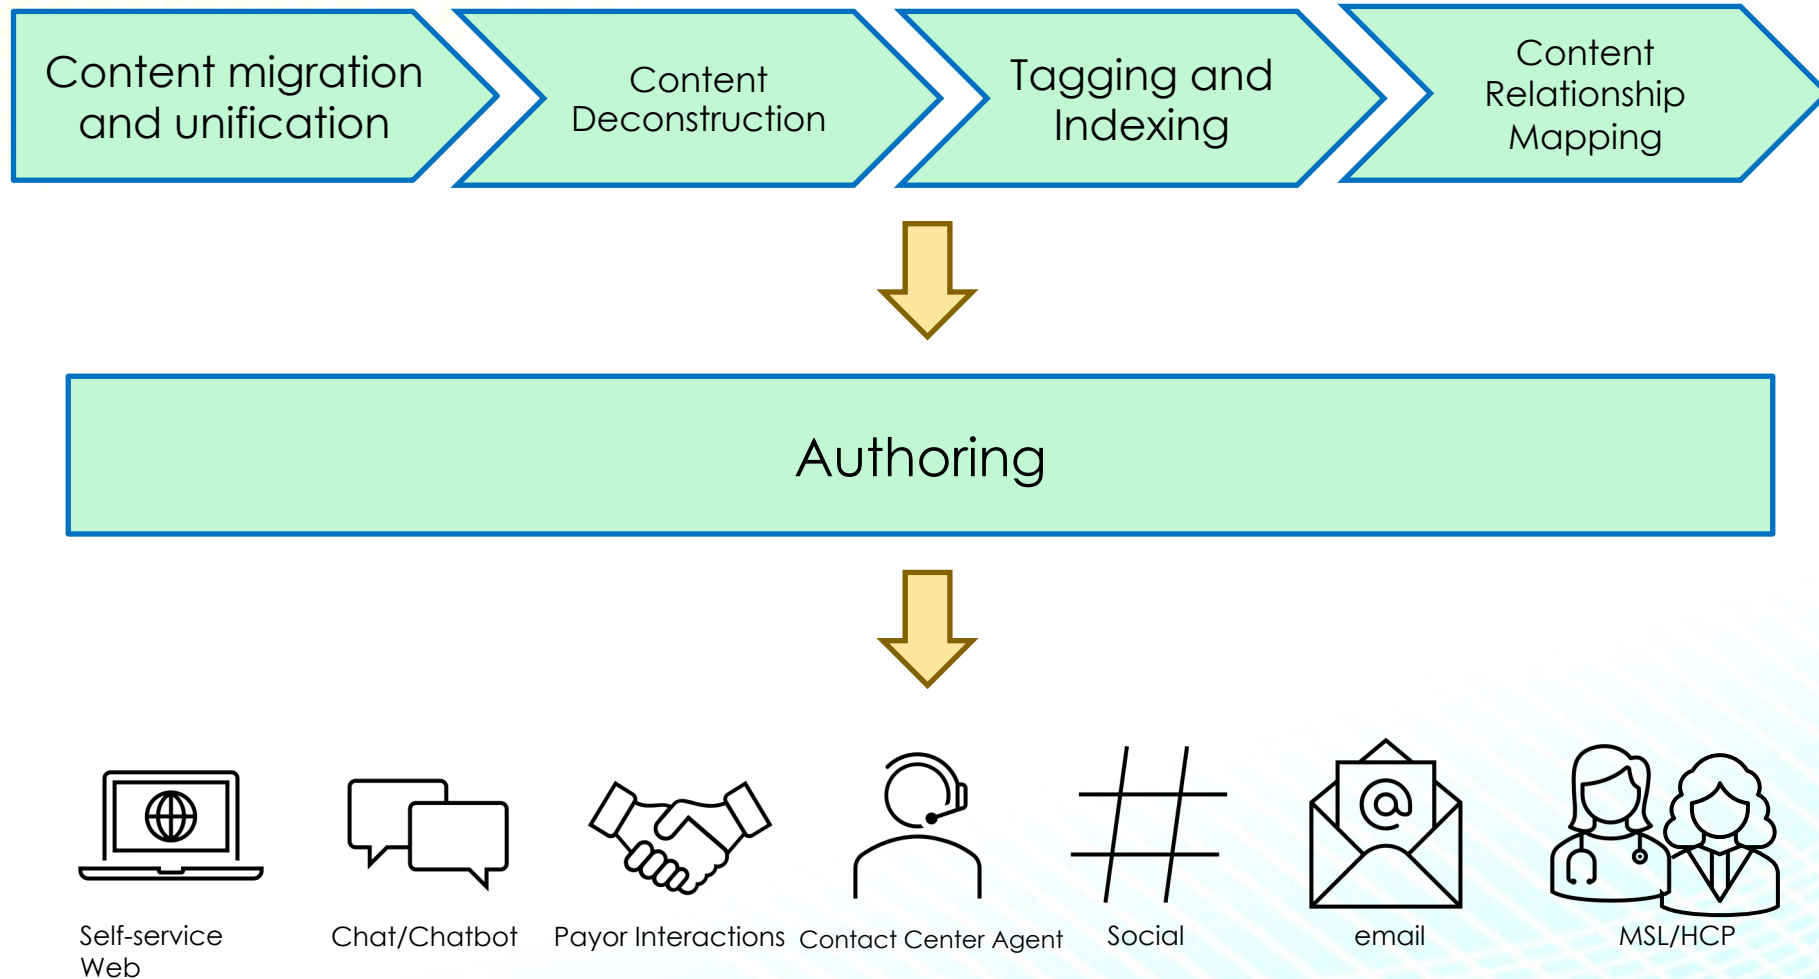 Content migration
and unification
Content
Deconstruction
Tagging and
Indexing
Content
Relationship
Mapping
Authoring
Self-service
Web
Chat/Chatbot
Payor Interactions
Contact Center Agent
Social
email
MSL/HCP